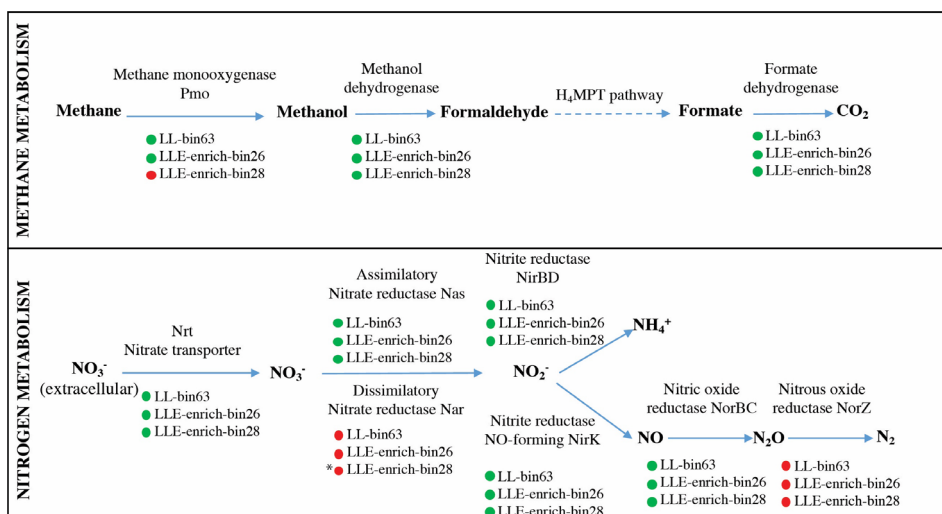 METHANE METABOLISM
Methane monooxygenase
Pmo
Methanol
dehydrogenase
Formate
dehydrogenase
H₄MPT pathway
Methane
Methanol
Formaldehyde
Formate
CO₂
LL-bin63
LLE-enrich-bin26
LLE-enrich-bin28
LL-bin63
LLE-enrich-bin26
LLE-enrich-bin28
LL-bin63
LLE-enrich-bin26
LLE-enrich-bin28
NITROGEN METABOLISM
Nrt
Nitrate transporter
NO₃⁻
(extracellular)
LL-bin63
LLE-enrich-bin26
LLE-enrich-bin28
NO₃⁻
Assimilatory
Nitrate reductase Nas
LL-bin63
LLE-enrich-bin26
LLE-enrich-bin28
Dissimilatory
Nitrate reductase Nar
LL-bin63
LLE-enrich-bin26
* LLE-enrich-bin28
Nitrite reductase
NirBD
LL-bin63
LLE-enrich-bin26
LLE-enrich-bin28
NO₂⁻
NH₄⁺
Nitrite reductase
NO-forming NirK
LL-bin63
LLE-enrich-bin26
LLE-enrich-bin28
Nitric oxide
reductase NorBC
NO
LL-bin63
LLE-enrich-bin26
LLE-enrich-bin28
Nitrous oxide
reductase NorZ
N₂O
N₂
LL-bin63
LLE-enrich-bin26
LLE-enrich-bin28